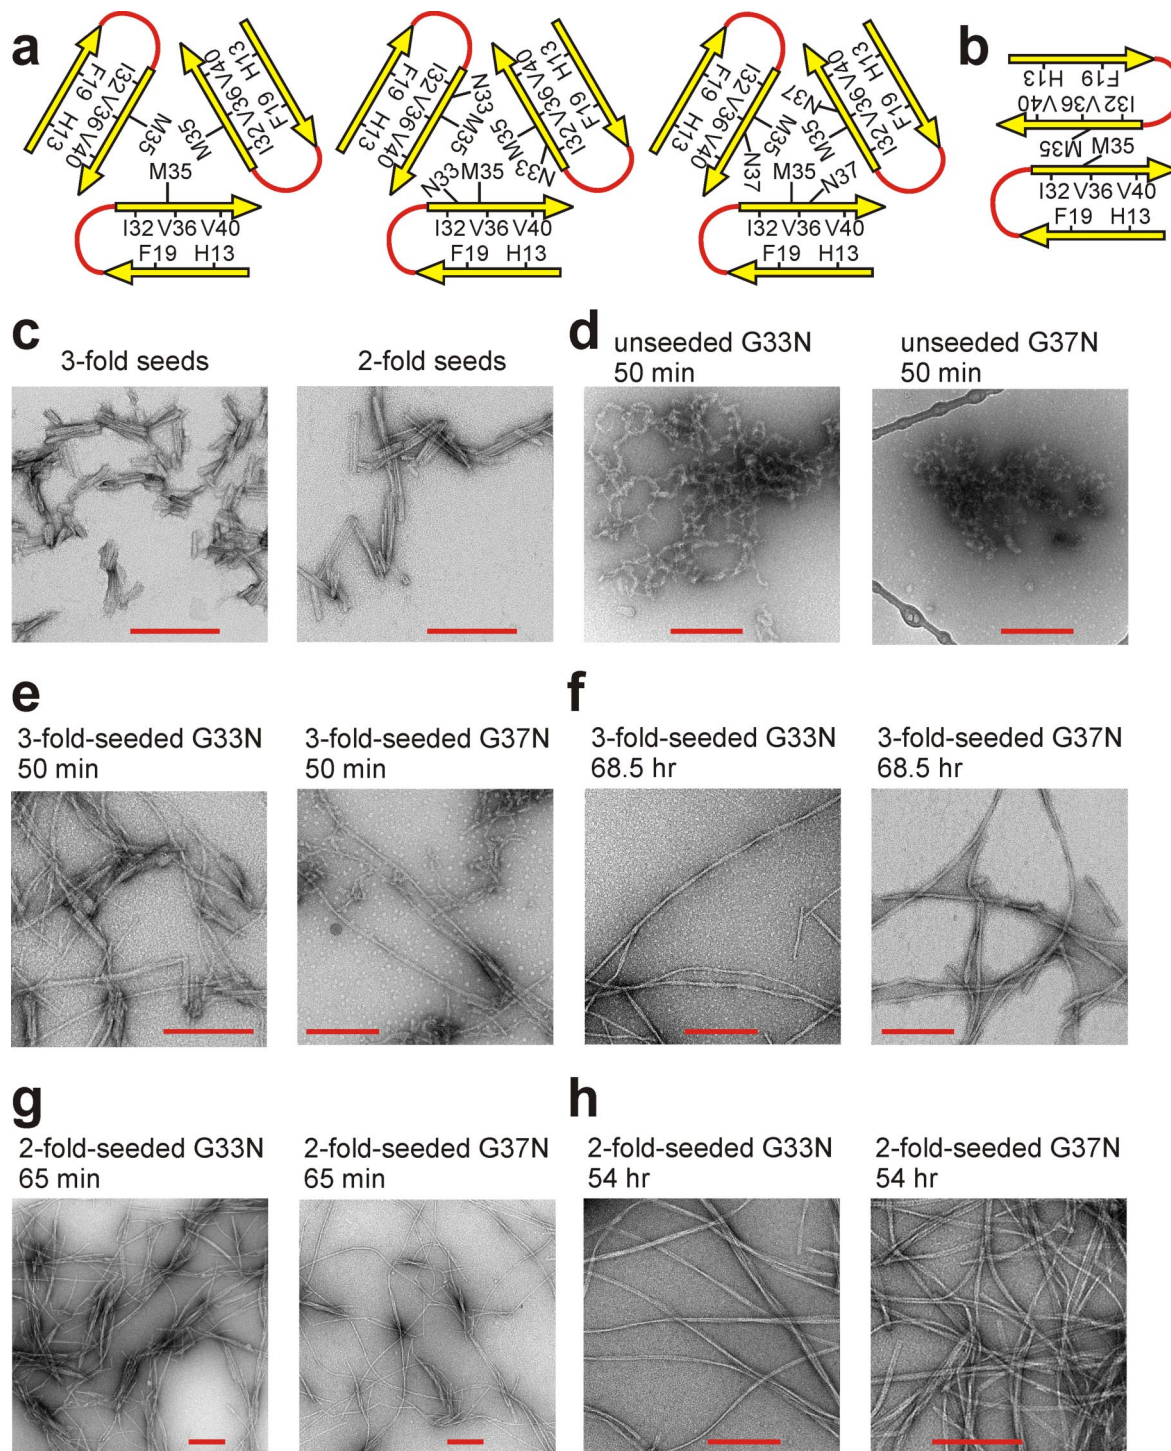 a
b
H13
F19
I32 V36 V40
M35
M35
I32 V36 V40
F19
H13
M35
I32 V36 V40
F19 H13
H13
F19
I32 V36 V40
N33
M35
M35
N33
I32 V36 V40
F19
H13
N33 M35
I32 V36 V40
F19 H13
H13
F19
I32 V36 V40
M35
N37
N37
M35
I32 V36 V40
F19
H13
M35 N37
I32 V36 V40
F19 H13
H13 F19
V40 V36 I32
M35 M35
I32 V36 V40
F19 H13
c
3-fold seeds
2-fold seeds
d
unseeded G33N
50 min
unseeded G37N
50 min
e
3-fold-seeded G33N
50 min
3-fold-seeded G37N
50 min
f
3-fold-seeded G33N
68.5 hr
3-fold-seeded G37N
68.5 hr
g
2-fold-seeded G33N
65 min
2-fold-seeded G37N
65 min
h
2-fold-seeded G33N
54 hr
2-fold-seeded G37N
54 hr